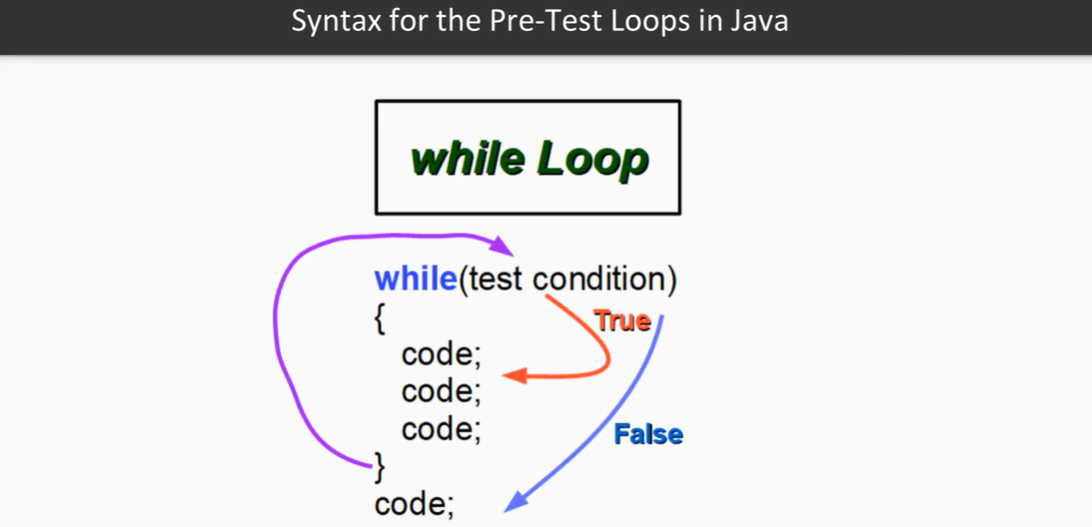 Syntax for the Pre-Test Loops in Java
while Loop
while(test condition)
{
True
code;
code;
code;
False
}
code;